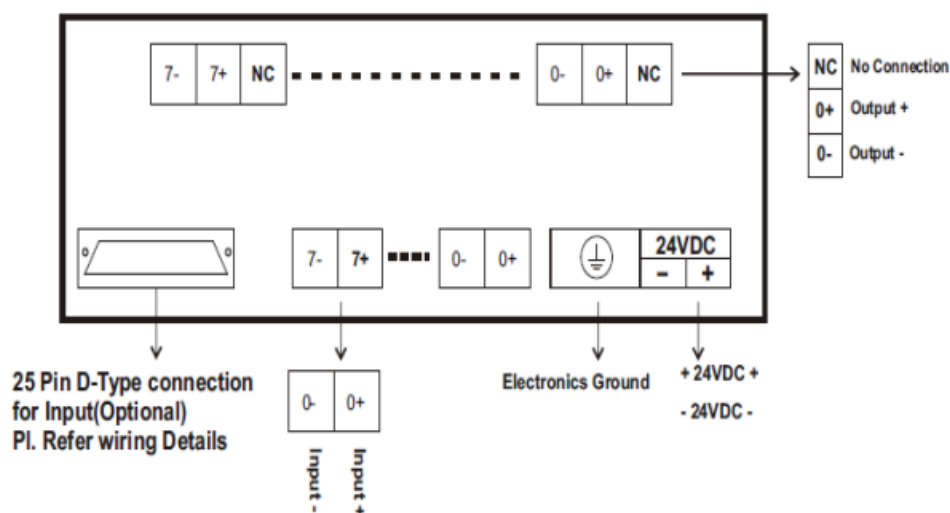 7- 7+ NC 0- 0+ NC
NC No Connection
0+ Output +
0- Output -
7- 7+ 0- 0+ 24VDC
- +
25 Pin D-Type connection
for Input(Optional)
Pl. Refer wiring Details
0- 0+
Input -
Input +
Electronics Ground
+ 24VDC +
- 24VDC -